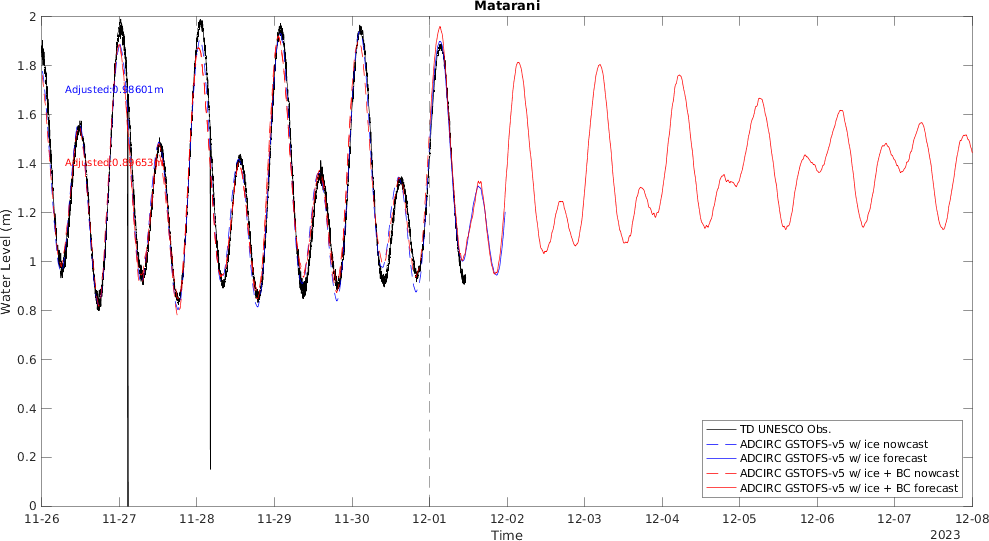 Matarani
2
1.8
1.6
1.4
1.2
1
0.8
0.6
0.4
0.2
0
Water Level (m)
Adjusted:0.98601m
Adjusted:0.89653m
TD UNESCO Obs.
ADCIRC GSTOFS-v5 w/ ice nowcast
ADCIRC GSTOFS-v5 w/ ice forecast
ADCIRC GSTOFS-v5 w/ ice + BC nowcast
ADCIRC GSTOFS-v5 w/ ice + BC forecast
11-26 11-27 11-28 11-29 11-30 12-01 12-02 12-03 12-04 12-05 12-06 12-07 12-08
Time
2023